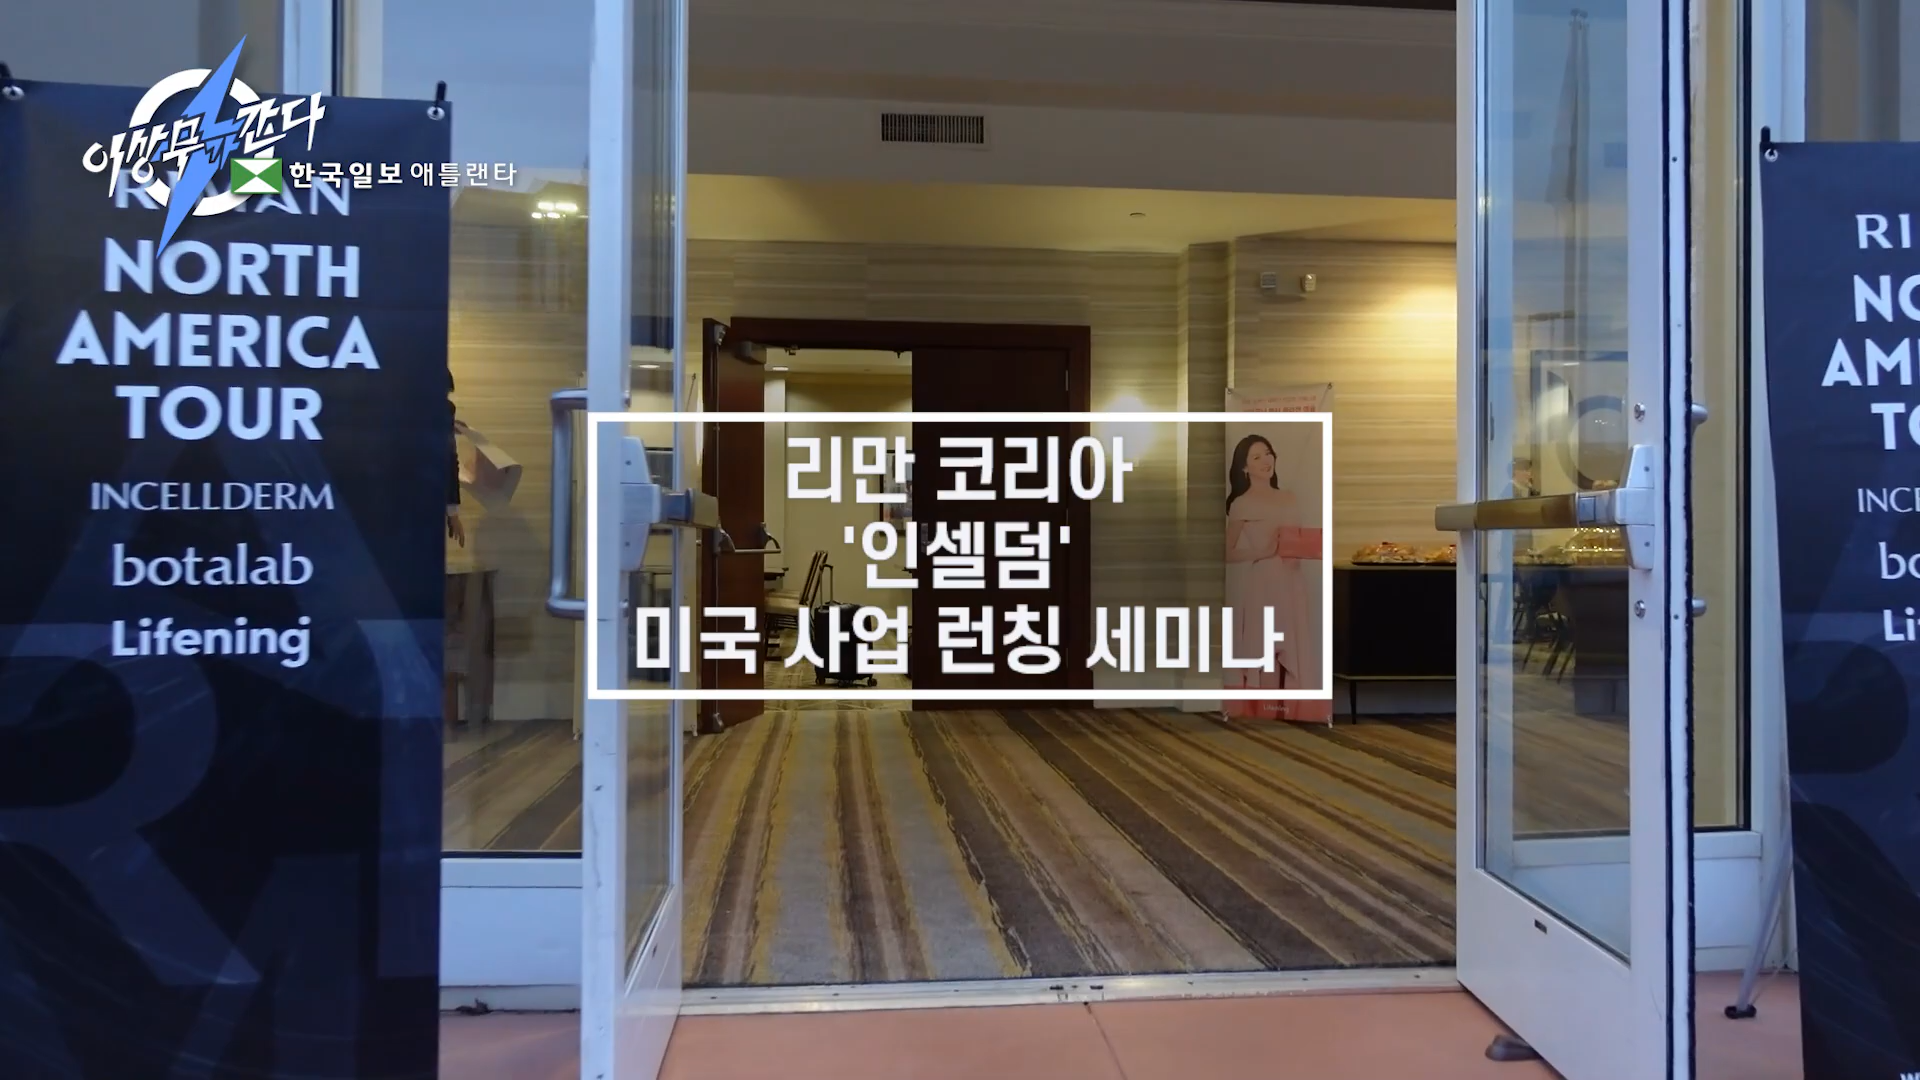 이상무가 간다
한국일보 애틀랜타
NORTH
AMERICA
TOUR
INCELLDERM
botalab
Lifening
리만 코리아
'인셀덤'
미국 사업 런칭 세미나
Lifening
RI
NO
AM
TO
INCE
bo
Li